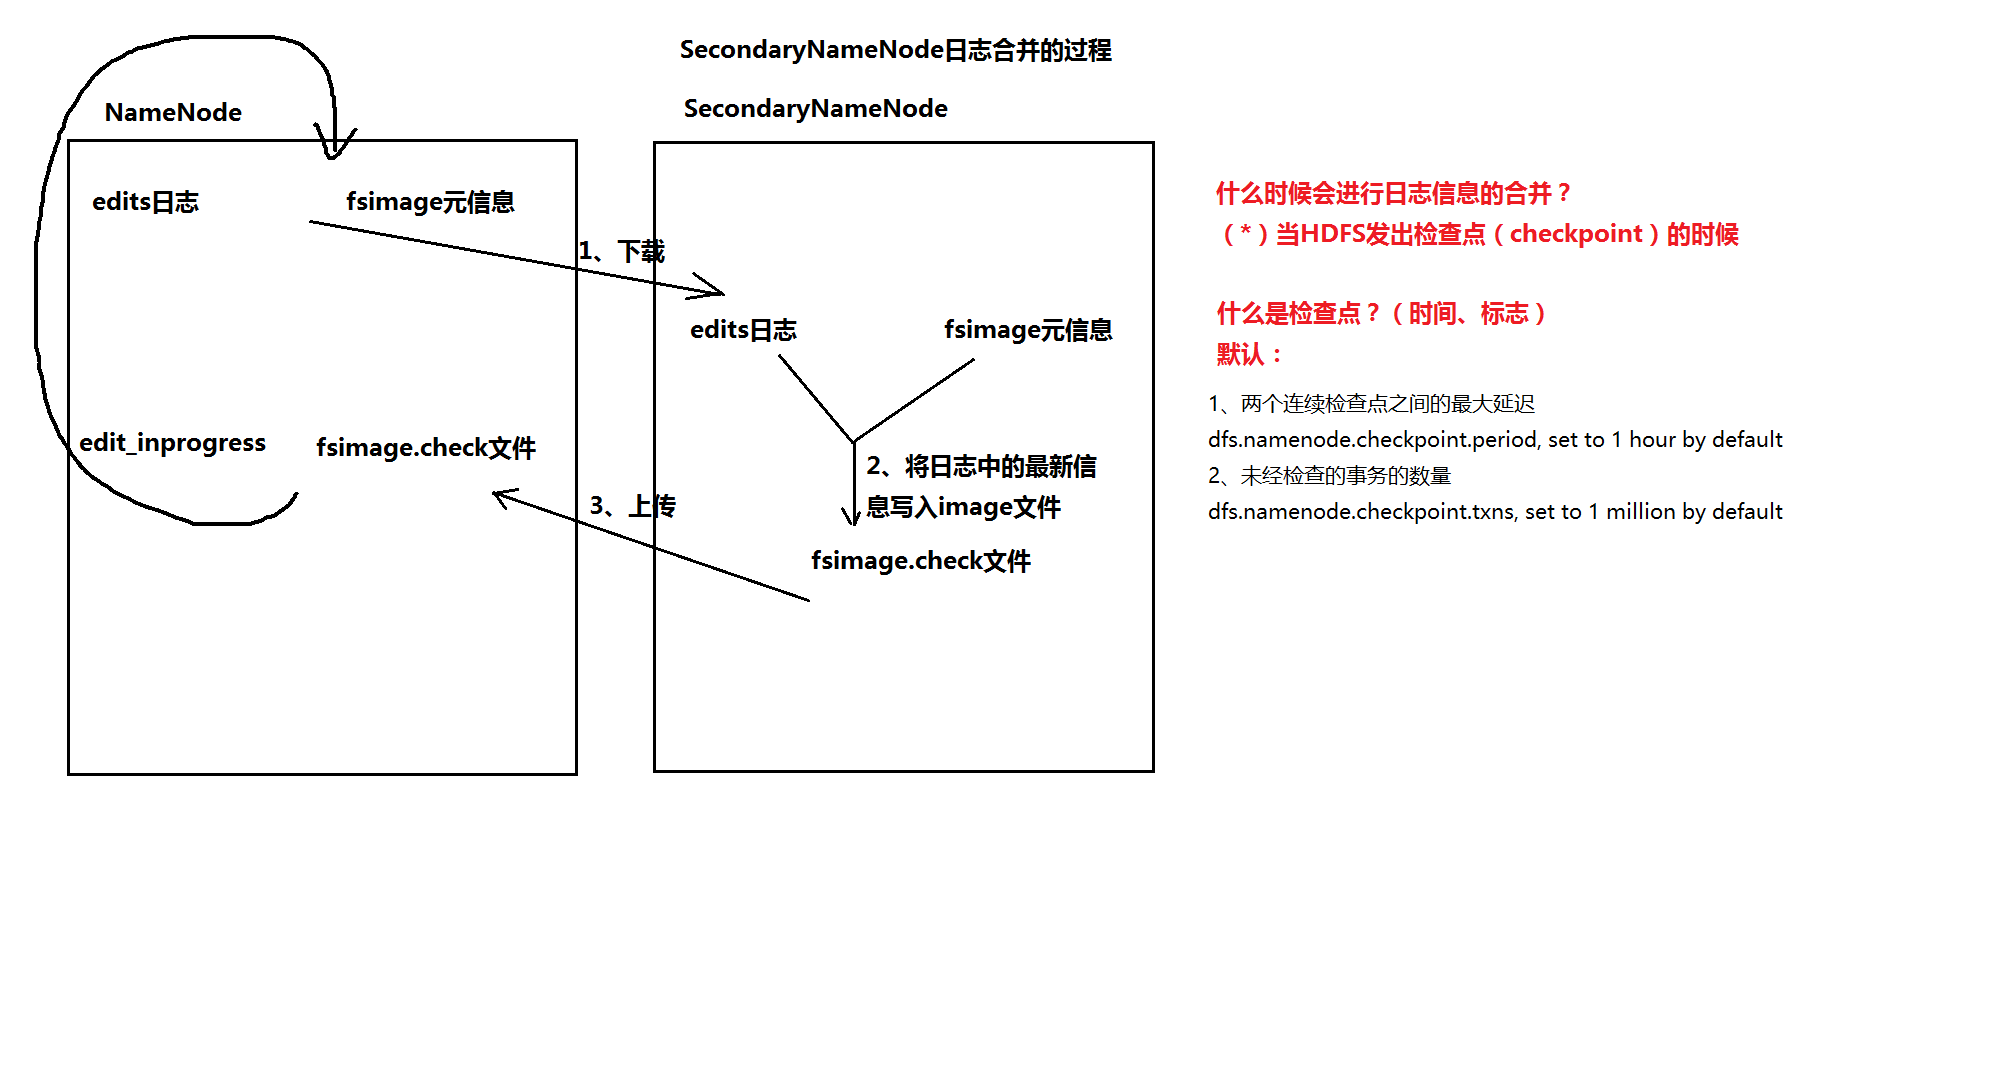 SecondaryNameNode日志合并的过程
NameNode
SecondaryNameNode
edits日志
fsimage元信息
1、下载
edits日志
fsimage元信息
edit_inprogress
fsimage.check文件
2、将日志中的最新信
息写入image文件
3、上传
fsimage.check文件
什么时候会进行日志信息的合并？
（*）当HDFS发出检查点（checkpoint）的时候
什么是检查点？（时间、标志）
默认：
1、两个连续检查点之间的最大延迟
dfs.namenode.checkpoint.period, set to 1 hour by default
2、未经检查的事务的数量
dfs.namenode.checkpoint.txns, set to 1 million by default